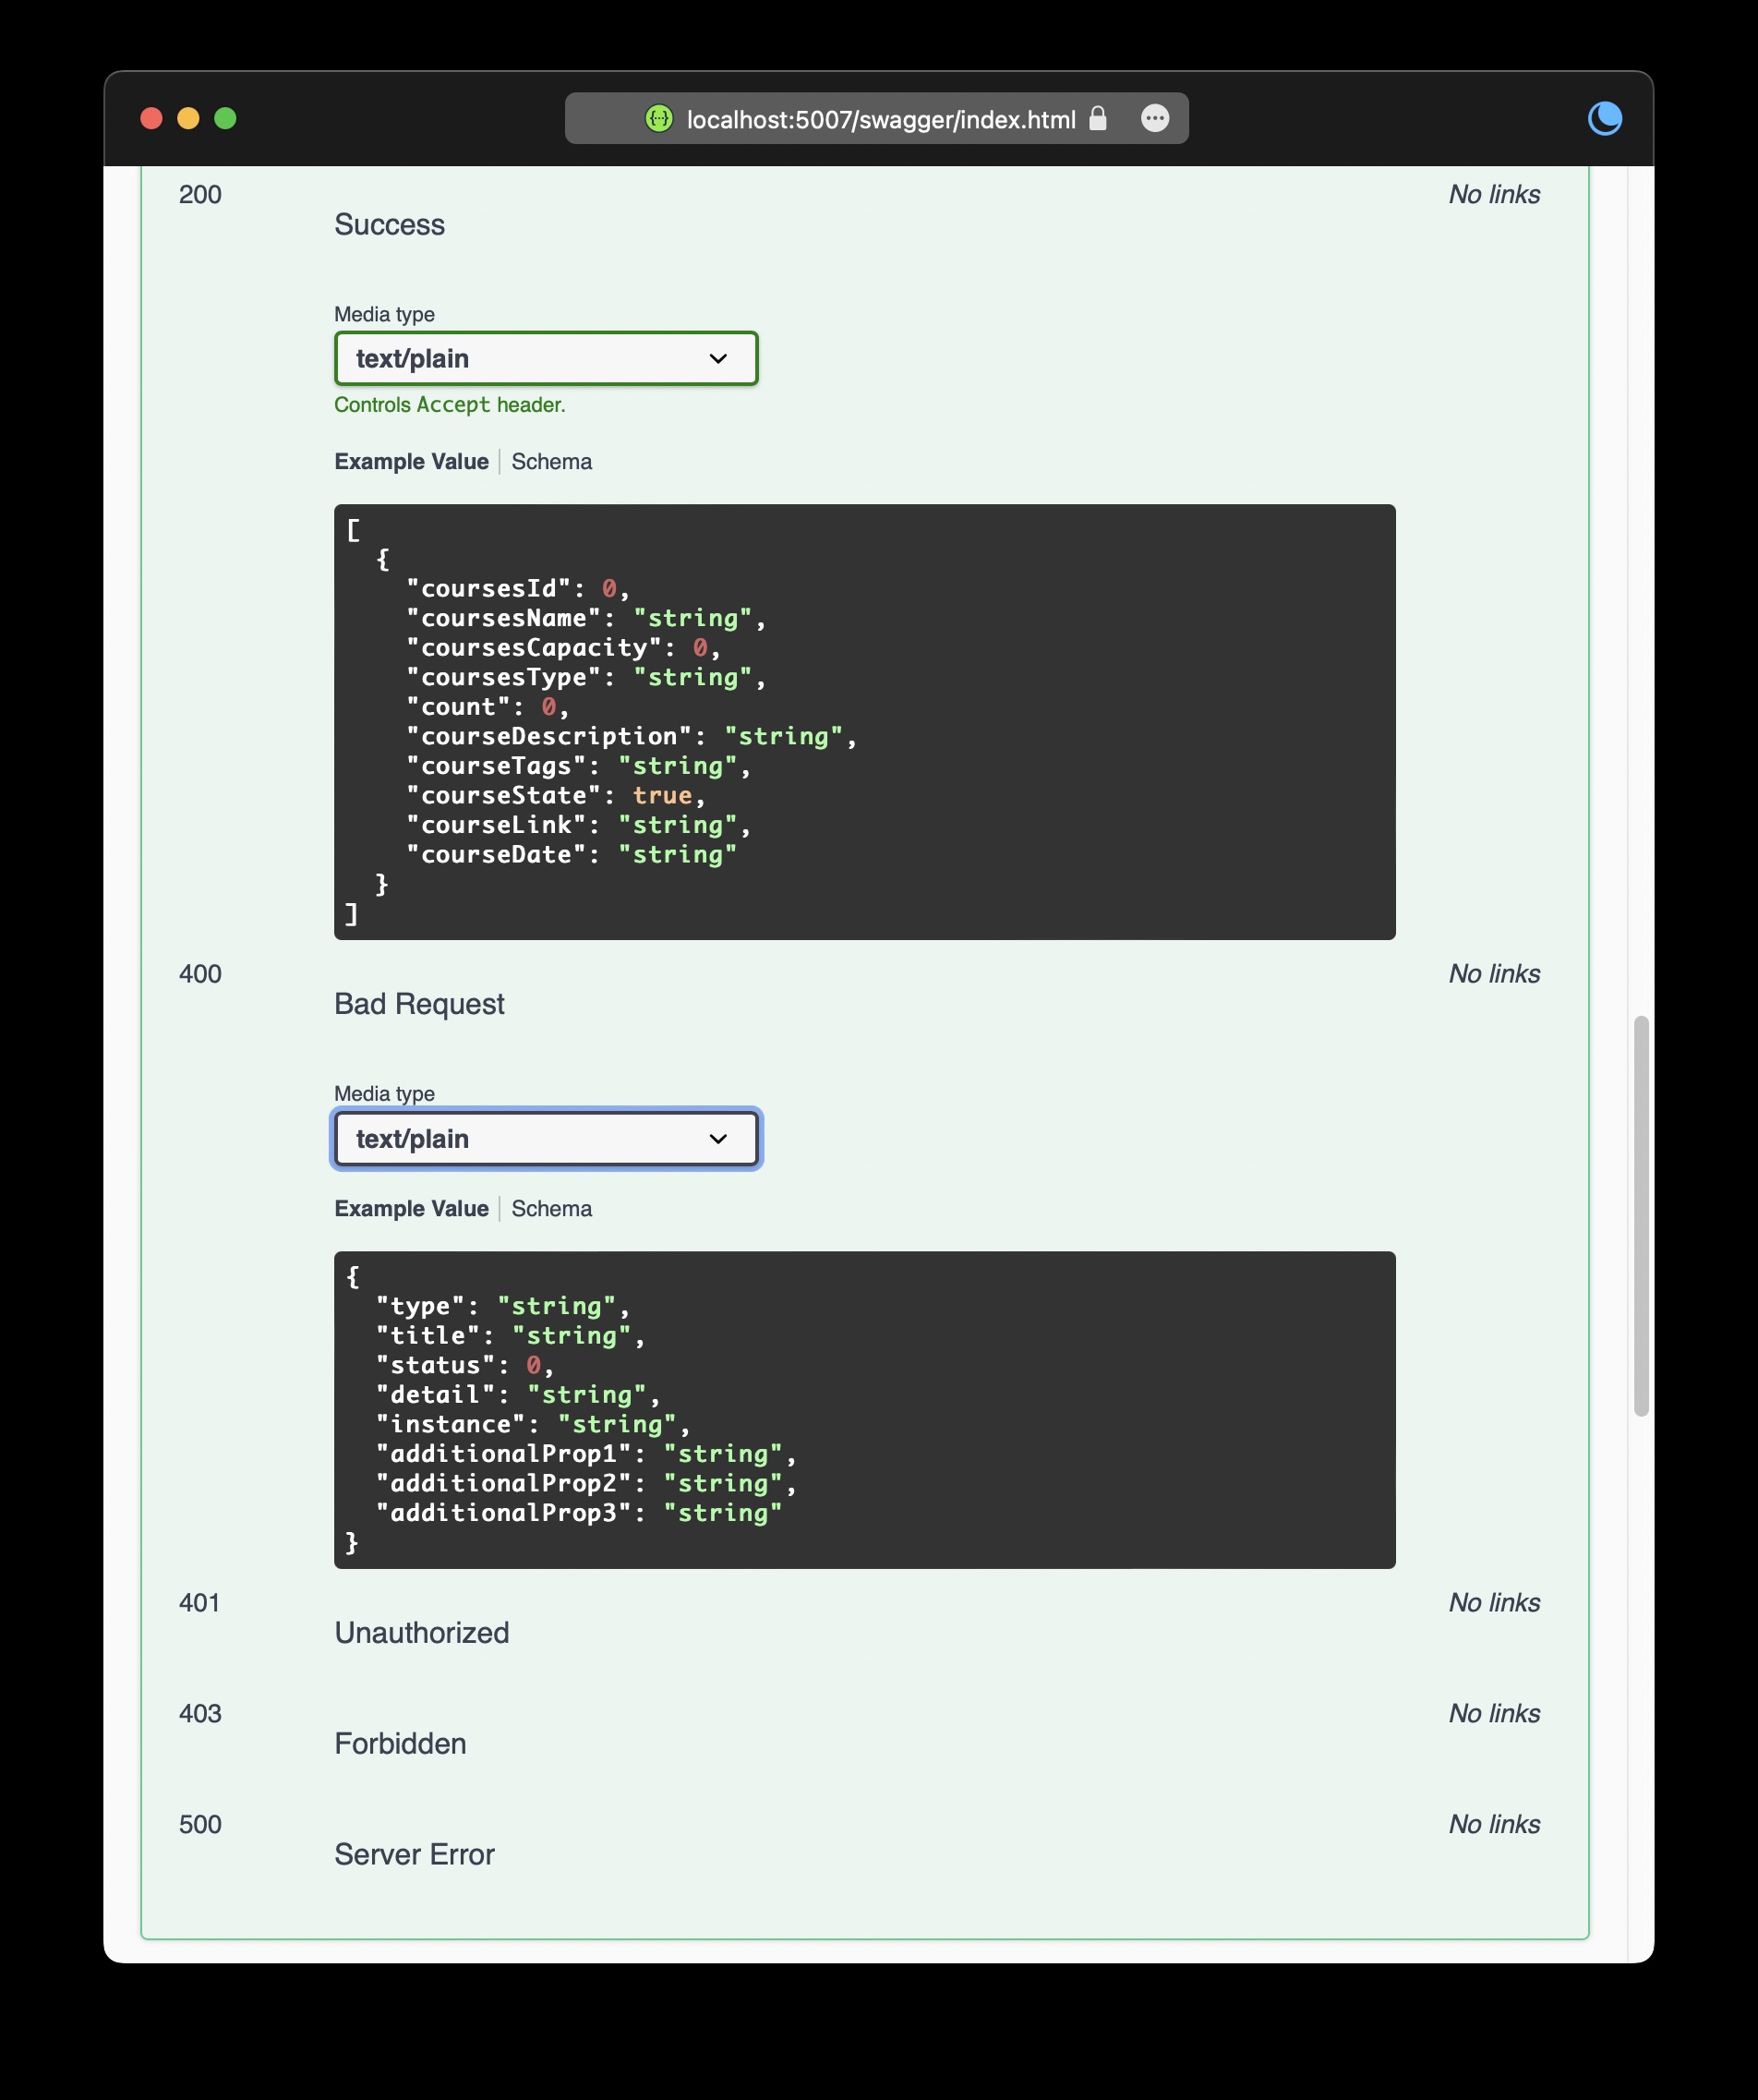 localhost:5007/swagger/index.html
200 No links
Success
Media type
text/plain
Controls Accept header.
Example Value Schema
[
  {
    "coursesId": 0,
    "coursesName": "string",
    "coursesCapacity": 0,
    "coursesType": "string",
    "count": 0,
    "courseDescription": "string",
    "courseTags": "string",
    "courseState": true,
    "courseLink": "string",
    "courseDate": "string"
  }
]
400 No links
Bad Request
Media type
text/plain
Example Value Schema
{
  "type": "string",
  "title": "string",
  "status": 0,
  "detail": "string",
  "instance": "string",
  "additionalProp1": "string",
  "additionalProp2": "string",
  "additionalProp3": "string"
}
401 No links
Unauthorized
403 No links
Forbidden
500 No links
Server Error